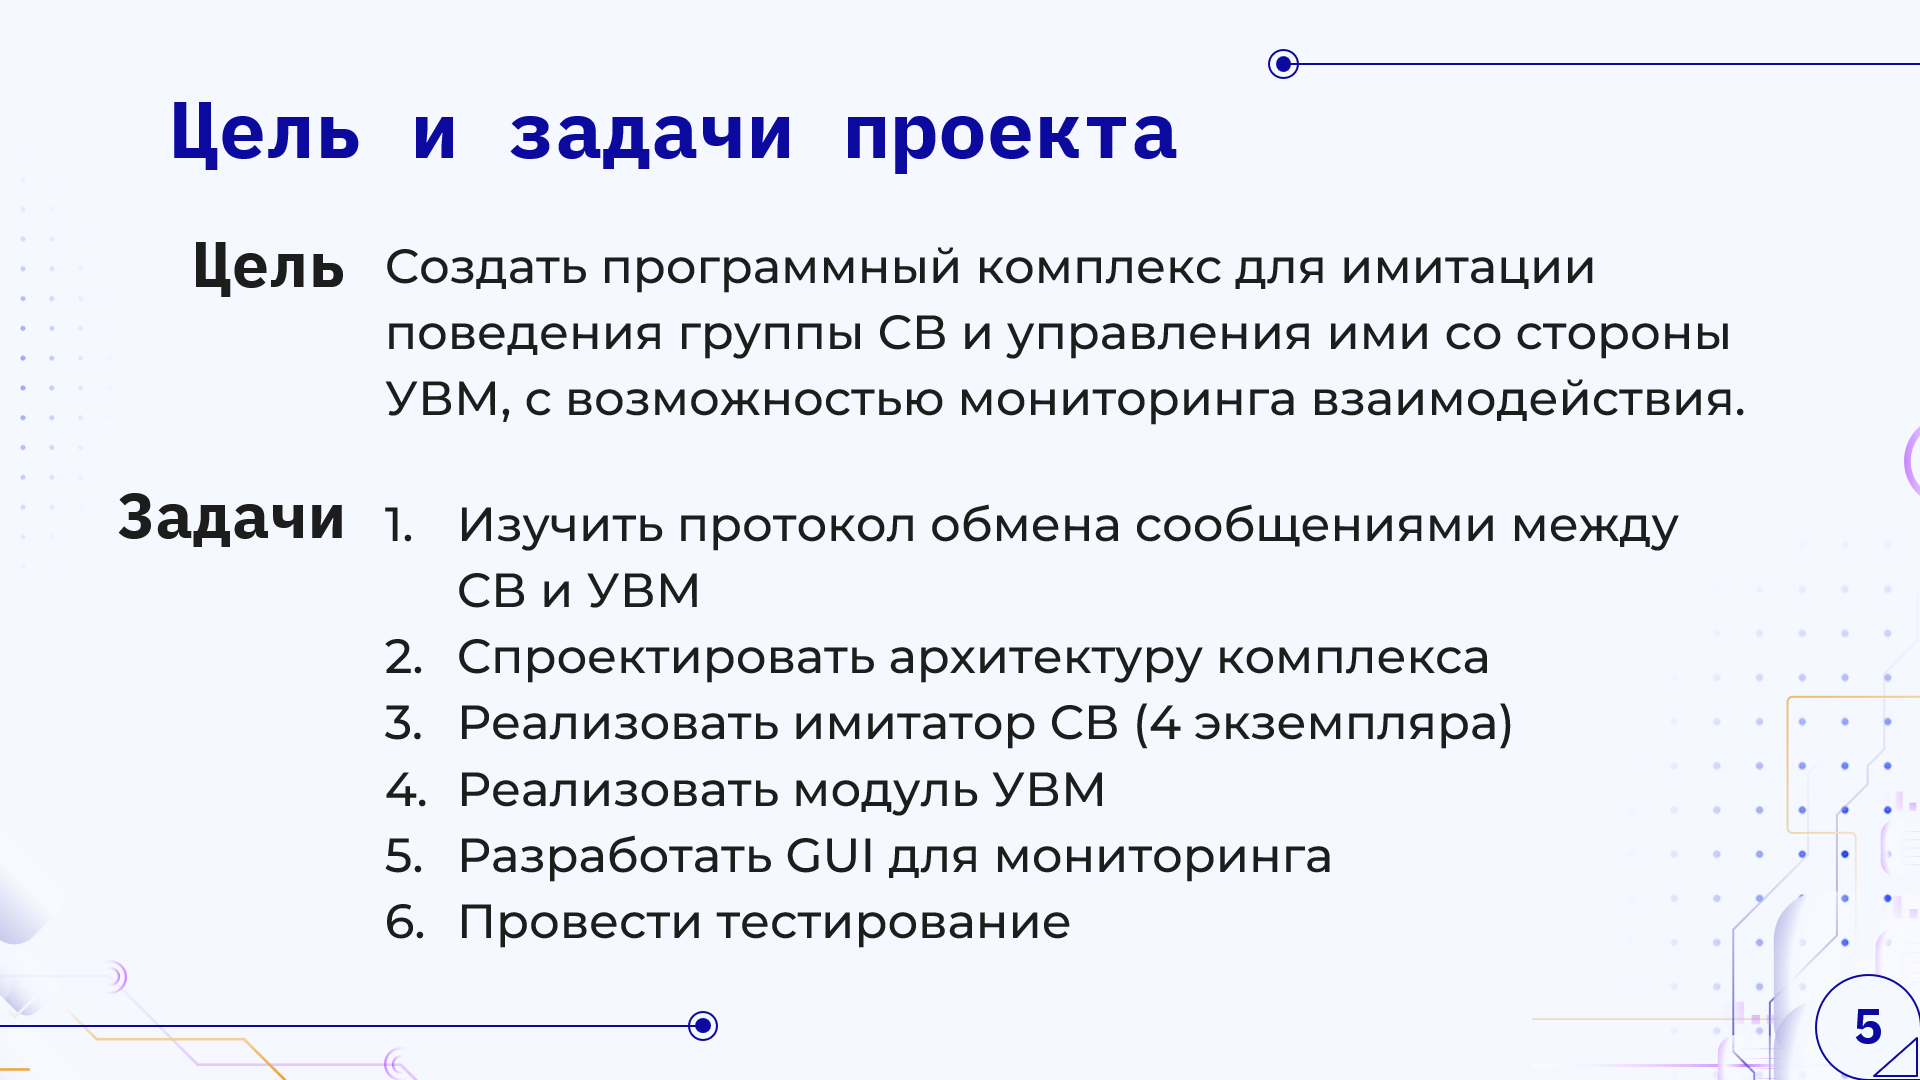 Цель и задачи проекта
Цель
Создать программный комплекс для имитации
поведения группы СВ и управления ими со стороны
УВМ, с возможностью мониторинга взаимодействия.
Задачи
1. Изучить протокол обмена сообщениями между
СВ и УВМ
2. Спроектировать архитектуру комплекса
3. Реализовать имитатор СВ (4 экземпляра)
4. Реализовать модуль УВМ
5. Разработать GUI для мониторинга
6. Провести тестирование
5